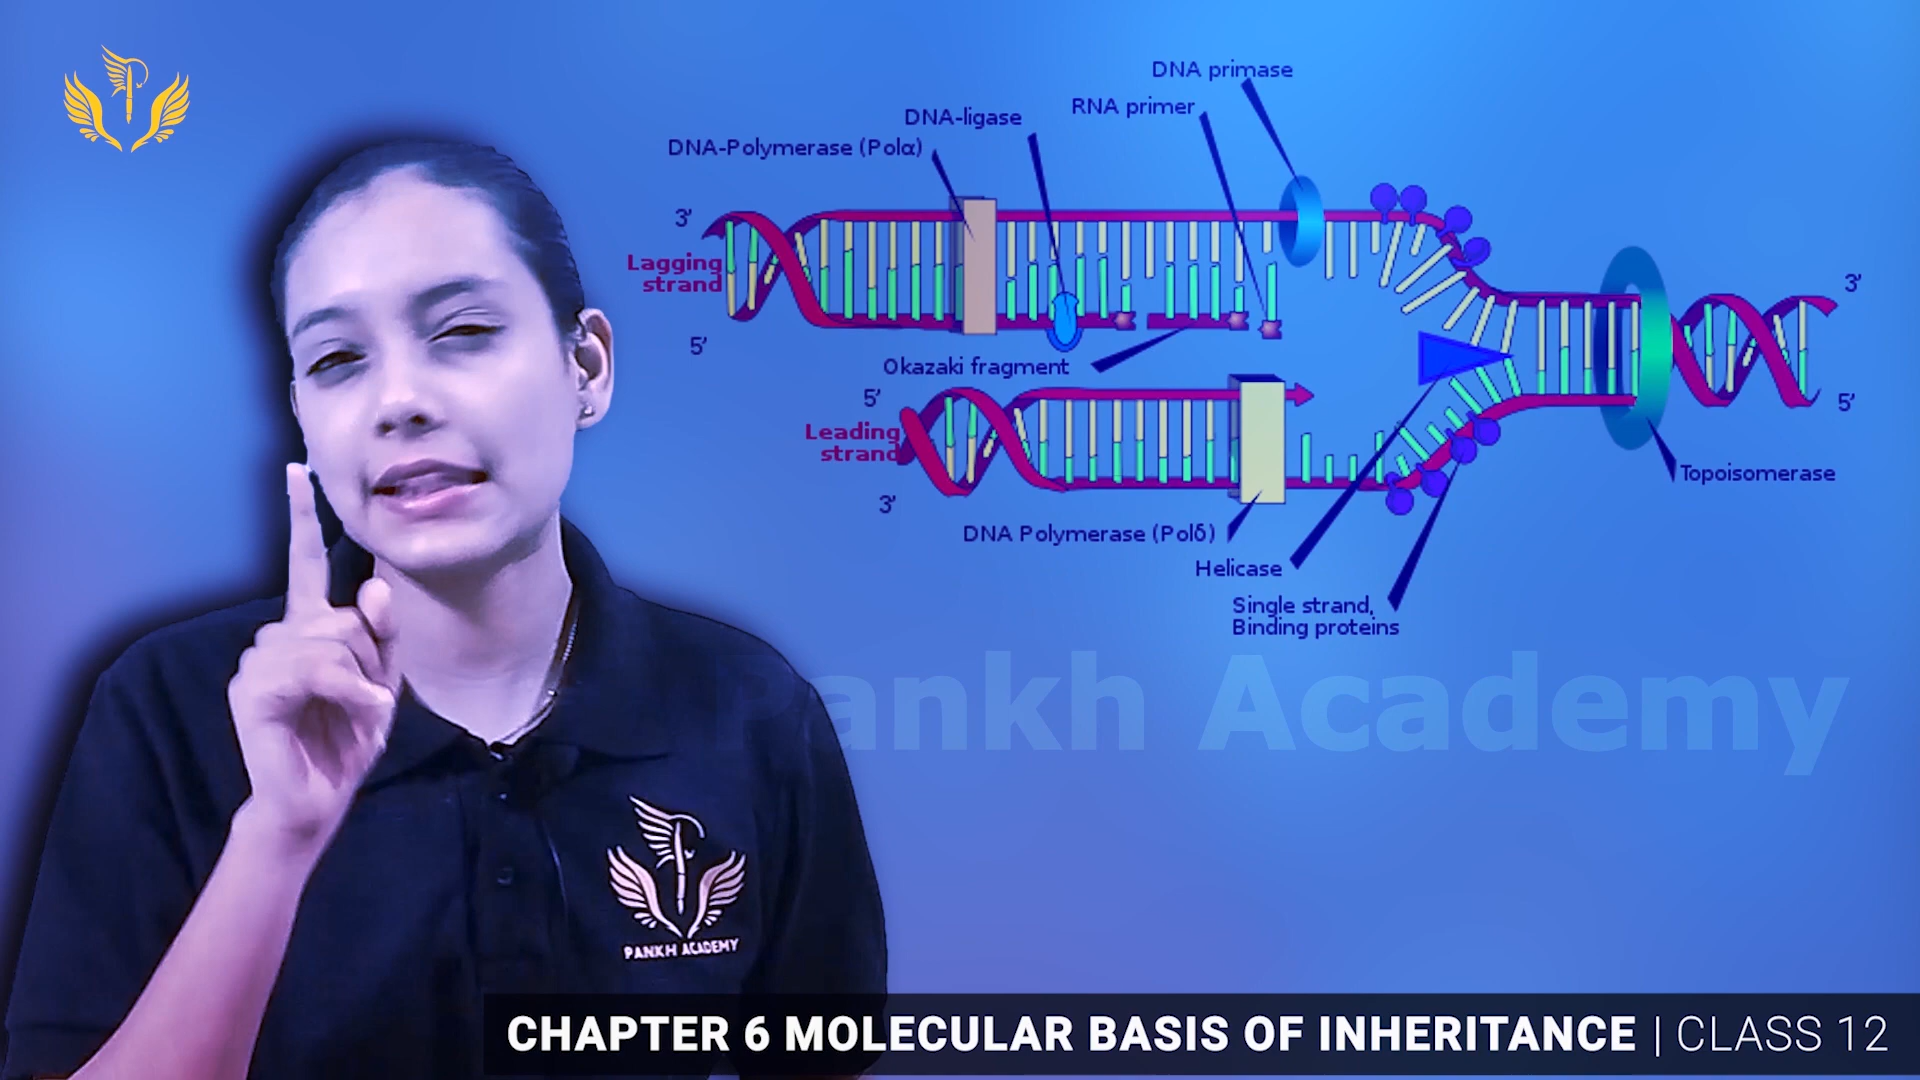 DNA primase
RNA primer
DNA-ligase
DNA-Polymerase (Polα)
3’
Lagging
strand
5’
Okazaki fragment
3’
5’
5’
Leading
strand
3’
Topoisomerase
DNA Polymerase (Polδ)
Helicase
Single strand,
Binding proteins
Pankh Academy
PANKH ACADEMY
CHAPTER 6 MOLECULAR BASIS OF INHERITANCE | CLASS 12